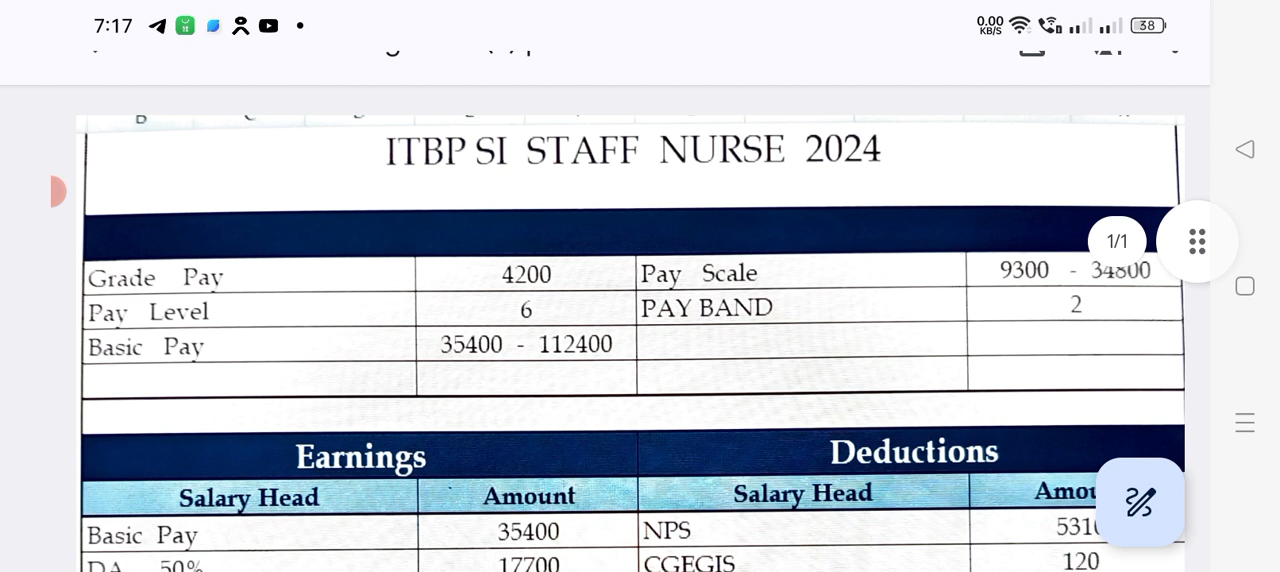 7:17
0.00 KB/S
38
ITBP SI STAFF NURSE 2024
1/1
Grade Pay 4200 Pay Scale 9300 - 34800
Pay Level 6 PAY BAND 2
Basic Pay 35400 - 112400
Earnings Deductions
Salary Head Amount Salary Head
Basic Pay 35400 NPS
DA 50% 17700 CGEGIS 120